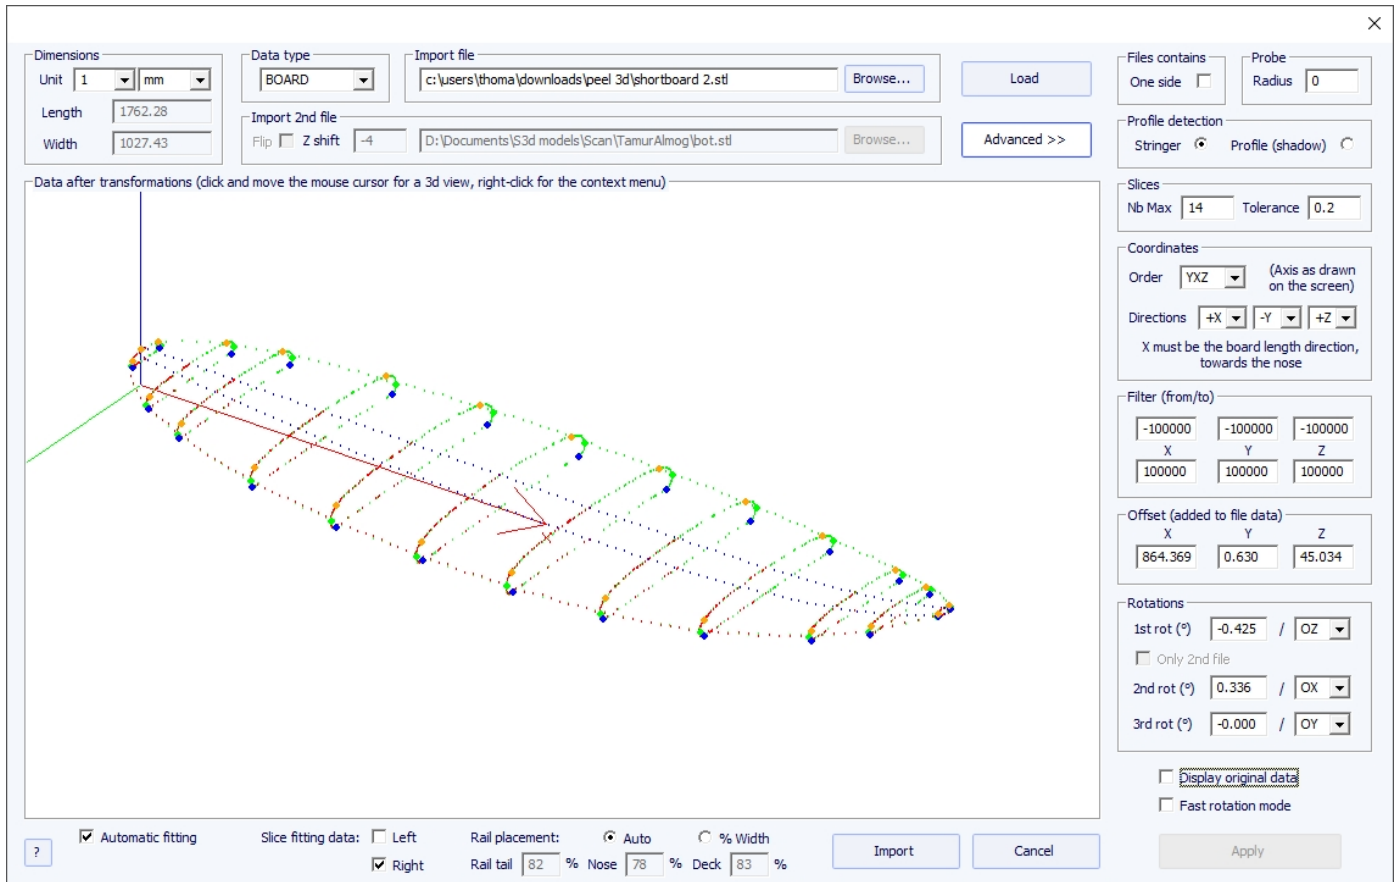 Dimensions
Unit 1 mm
Length 1762.28
Width 1027.43
Data type
BOARD
Import file
c:\users\thoma\downloads\peel 3d\shortboard 2.stl Browse...
Load
Import 2nd file
Flip Z shift -4 D:\Documents\S3d models\Scan\TamurAlmog\bot.stl Browse...
Advanced >>
Files contains
One side
Probe
Radius 0
Profile detection
Stringer Profile (shadow)
Slices
Nb Max 14 Tolerance 0.2
Coordinates
Order YXZ (Axis as drawn
on the screen)
Directions +X -Y +Z
X must be the board length direction,
towards the nose
Filter (from/to)
-100000 -100000 -100000
X Y Z
100000 100000 100000
Offset (added to file data)
X Y Z
864.369 0.630 45.034
Rotations
1st rot (°) -0.425 / OZ
Only 2nd file
2nd rot (°) 0.336 / OX
3rd rot (°) -0.000 / OY
Display original data
Fast rotation mode
Apply
Data after transformations (click and move the mouse cursor for a 3d view, right-click for the context menu)
X
?
Automatic fitting
Slice fitting data: Left
Right
Rail placement: Auto % Width
Rail tail 82 % Nose 78 % Deck 83 %
Import
Cancel